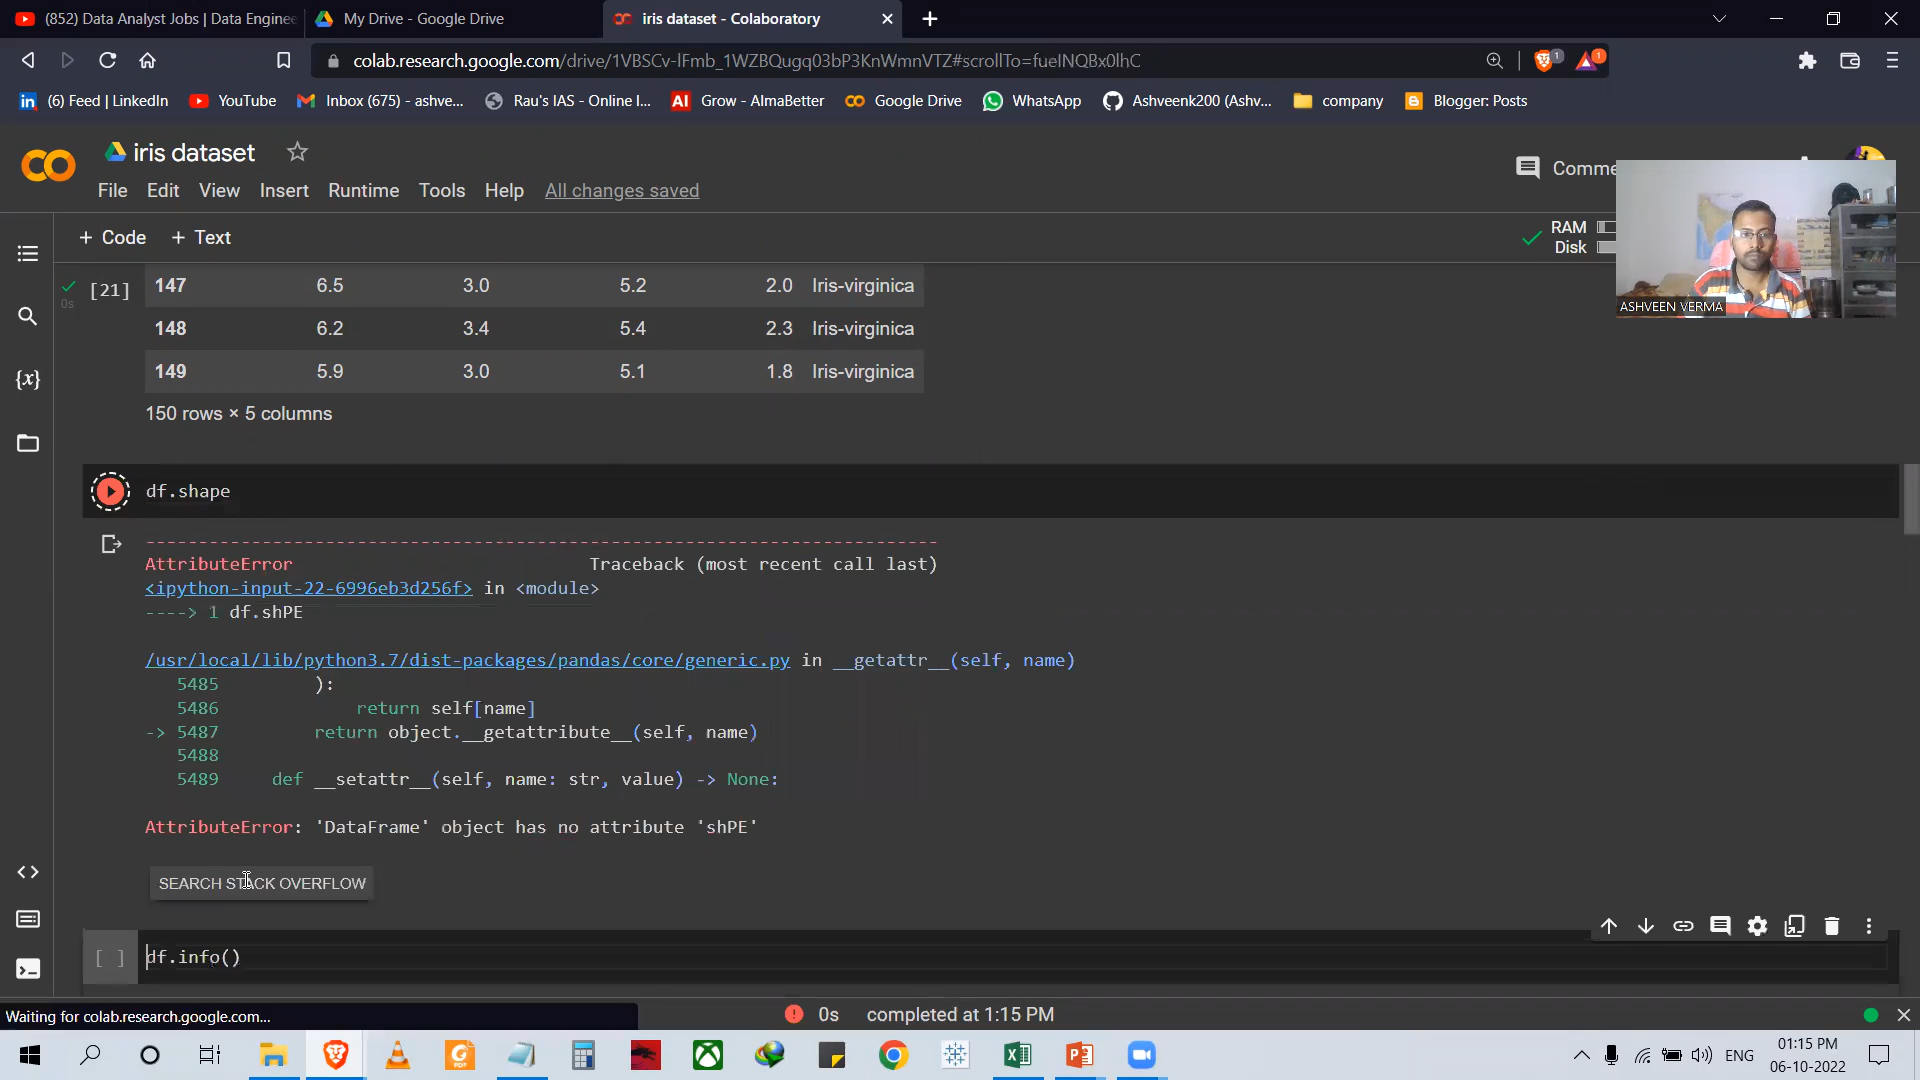 (852) Data Analyst Jobs | Data Enginee
My Drive - Google Drive
iris dataset - Colaboratory
colab.research.google.com/drive/1VBSCv-lFmb_1WZBQugq03bP3KnWmnVTZ#scrollTo=fueINQBx0lhC
1
1
(6) Feed | LinkedIn
YouTube
Inbox (675) - ashve...
Rau's IAS - Online I...
AI
Grow - AlmaBetter
Google Drive
WhatsApp
Ashveenk200 (Ashv...
company
Blogger: Posts
iris dataset
Comme
File Edit View Insert Runtime Tools Help All changes saved
+ Code + Text
RAM
Disk
ASHVEEN VERMA
{x}
0s
[21]
147 6.5 3.0 5.2 2.0 Iris-virginica
148 6.2 3.4 5.4 2.3 Iris-virginica
149 5.9 3.0 5.1 1.8 Iris-virginica
150 rows × 5 columns
df.shape
---------------------------------------------------------------------------
AttributeError Traceback (most recent call last)
<ipython-input-22-6996eb3d256f> in <module>
----> 1 df.shPE
/usr/local/lib/python3.7/dist-packages/pandas/core/generic.py in __getattr__(self, name)
5485 ):
5486 return self[name]
-> 5487 return object.__getattribute__(self, name)
5488
5489 def __setattr__(self, name: str, value) -> None:
AttributeError: 'DataFrame' object has no attribute 'shPE'
SEARCH STACK OVERFLOW
[ ] df.info()
Waiting for colab.research.google.com...
0s completed at 1:15 PM
ENG
01:15 PM
06-10-2022